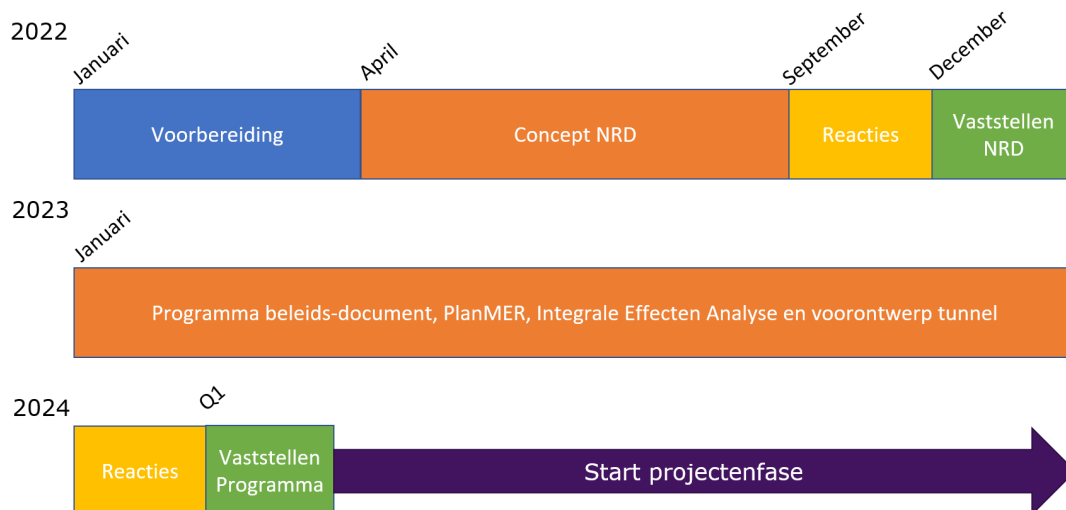 2022
Januari
April
September
December
Voorbereiding
Concept NRD
Reacties
Vaststellen
NRD
2023
Januari
Programma beleids-document, PlanMER, Integrale Effecten Analyse en voorontwerp tunnel
2024
Q1
Reacties
Vaststellen
Programma
Start projectenfase